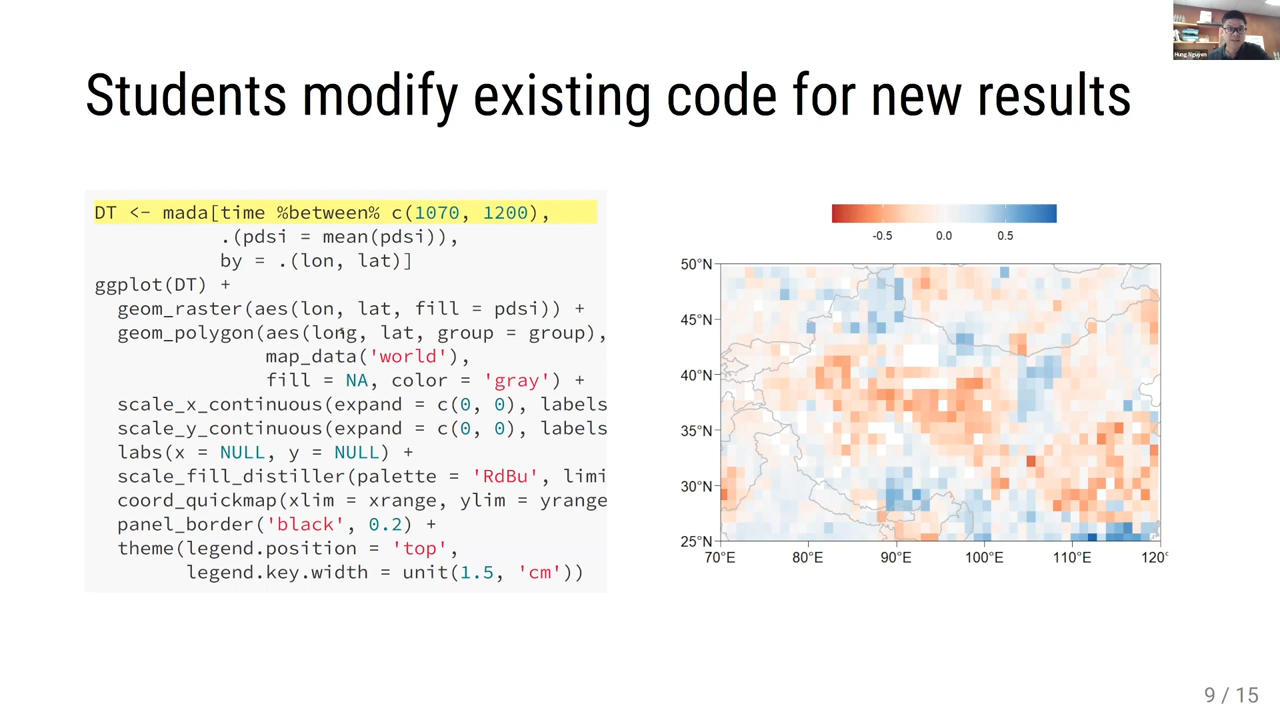 Hung Nguyen
Students modify existing code for new results
DT <- mada[time %between% c(1070, 1200),
.(pdsi = mean(pdsi)),
by = .(lon, lat)]
ggplot(DT) +
geom_raster(aes(lon, lat, fill = pdsi)) +
geom_polygon(aes(long, lat, group = group),
map_data('world'),
fill = NA, color = 'gray') +
scale_x_continuous(expand = c(0, 0), labels
scale_y_continuous(expand = c(0, 0), labels
labs(x = NULL, y = NULL) +
scale_fill_distiller(palette = 'RdBu', limi
coord_quickmap(xlim = xrange, ylim = yrange
panel_border('black', 0.2) +
theme(legend.position = 'top',
legend.key.width = unit(1.5, 'cm'))
-0.5 0.0 0.5
50°N
45°N
40°N
35°N
30°N
25°N
70°E 80°E 90°E 100°E 110°E 120°
9 / 15